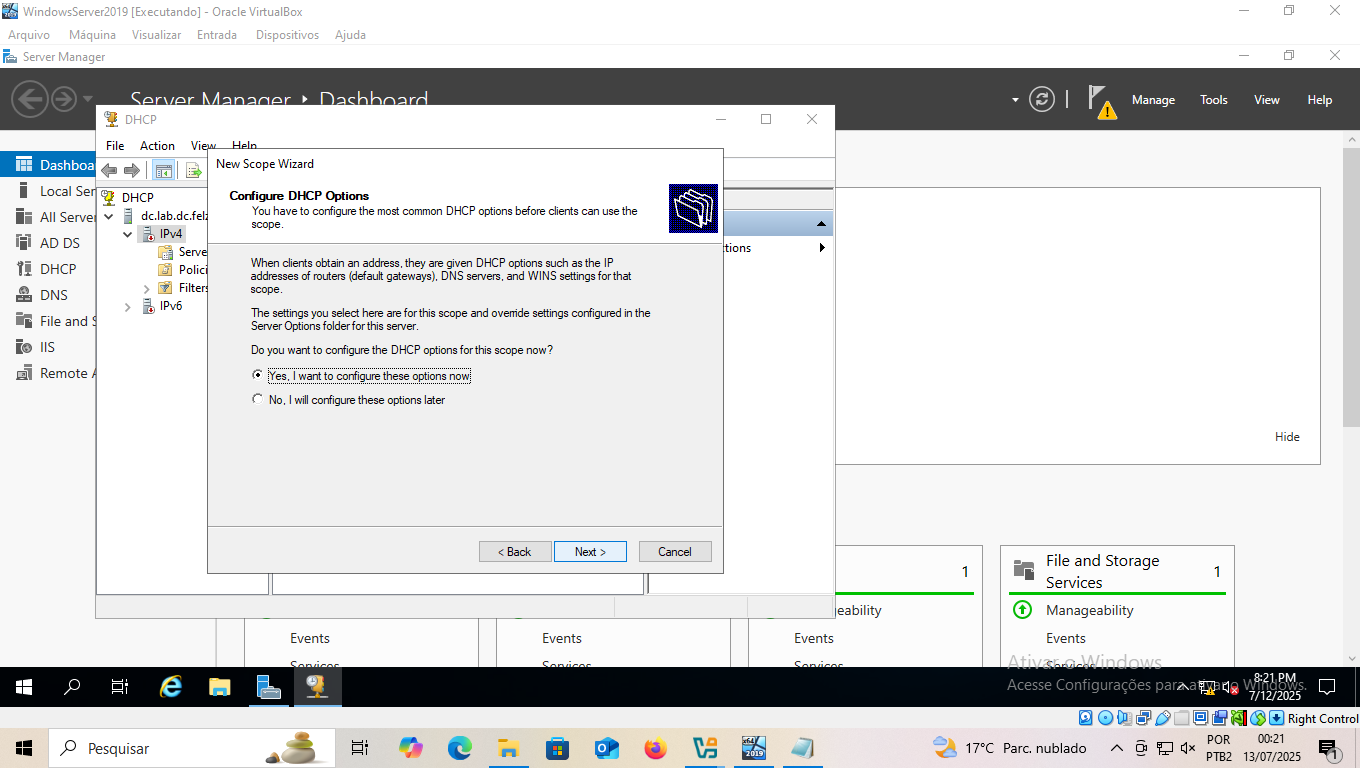 WindowsServer2019 [Executando] - Oracle VirtualBox
Arquivo Máquina Visualizar Entrada Dispositivos Ajuda
Server Manager
Server Manager Dashboard
Manage Tools View Help
DHCP
File Action View Help
Dashboa
Local Ser
All Server
AD DS
DHCP
DNS
File and S
IIS
Remote A
DHCP
dc.lab.dc.felz
IPv4
Serve
Polici
Filters
IPv6
New Scope Wizard
Configure DHCP Options
You have to configure the most common DHCP options before clients can use the
scope.
When clients obtain an address, they are given DHCP options such as the IP
addresses of routers (default gateways), DNS servers, and WINS settings for that
scope.
The settings you select here are for this scope and override settings configured in the
Server Options folder for this server.
Do you want to configure the DHCP options for this scope now?
Yes, I want to configure these options now
No, I will configure these options later
< Back Next > Cancel
ctions
Hide
1
eability
Events
Services
Events
Services
Events
Services
File and Storage
Services
1
Manageability
Events
Services
Ativar o Windows
Acesse Configurações para ativar o Windows.
8:21 PM
7/12/2025
Right Control
Pesquisar
17°C Parc. nublado
POR
PTB2
00:21
13/07/2025
1